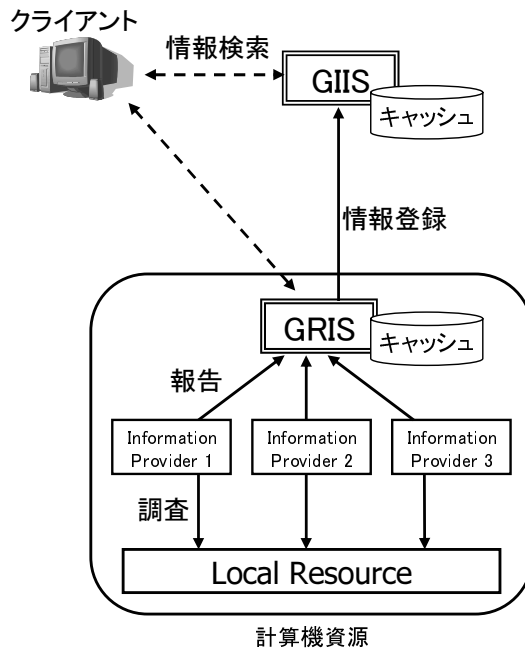 クライアント
情報検索
GIIS
キャッシュ
情報登録
GRIS
キャッシュ
報告
Information
Provider 1
Information
Provider 2
Information
Provider 3
調査
Local Resource
計算機資源